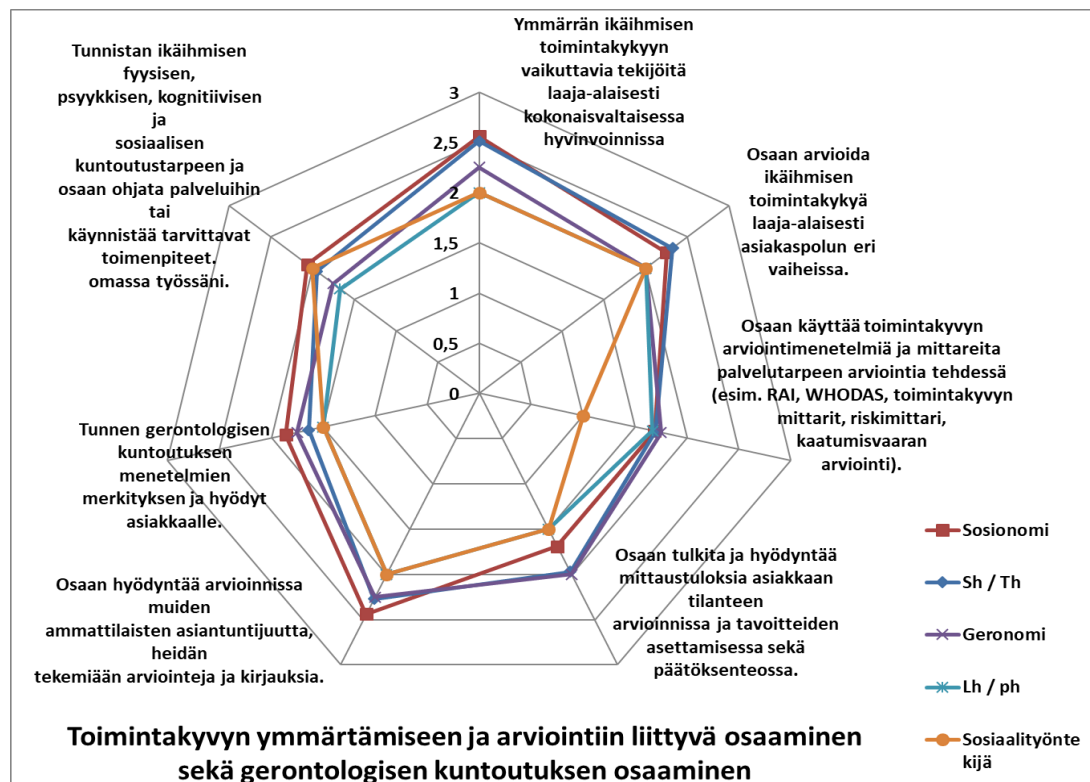 Ymmärrän ikäihmisen
toimintakykyyn
vaikuttavia tekijöitä
laaja-alaisesti
kokonaisvaltaisessa
hyvinvoinnissa
Osaan arvioida
ikäihmisen
toimintakykyä
laaja-alaisesti
asiakaspolun eri
vaiheissa.
Osaan käyttää toimintakyvyn
arviointimenetelmiä ja mittareita
palvelutarpeen arviointia tehdessä
(esim. RAI, WHODAS, toimintakyvyn
mittarit, riskimittari,
kaatumisvaaran
arviointi).
Osaan tulkita ja hyödyntää
mittaustuloksia asiakkaan
tilanteen
arvioinnissa ja tavoitteiden
asettamisessa sekä
päätöksenteossa.
Osaan hyödyntää arvioinnissa
muiden
ammattilaisten asiantuntijuutta,
heidän
tekemiään arviointeja ja kirjauksia.
Tunnen gerontologisen
kuntoutuksen
menetelmien
merkityksen ja hyödyt
asiakkaalle.
Tunnistan ikäihmisen
fyysisen,
psyykkisen, kognitiivisen
ja
sosiaalisen
kuntoutustarpeen ja
osaan ohjata palveluihin
tai
käynnistää tarvittavat
toimenpiteet.
omassa työssäni.
3
2,5
2
1,5
1
0,5
0
Sosionomi
Sh / Th
Geronomi
Lh / ph
Sosiaalityönte
kijä
Toimintakyvyn ymmärtämiseen ja arviointiin liittyvä osaaminen
sekä gerontologisen kuntoutuksen osaaminen